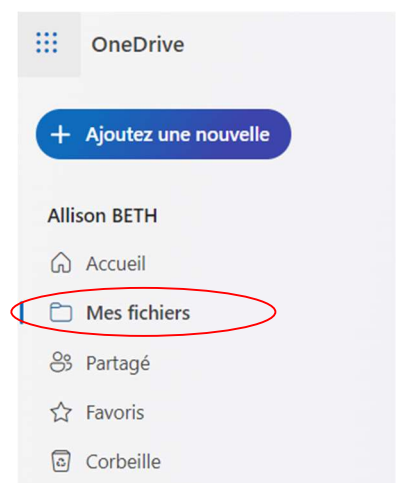 OneDrive
+ Ajoutez une nouvelle
Allison BETH
Accueil
Mes fichiers
Partagé
Favoris
Corbeille